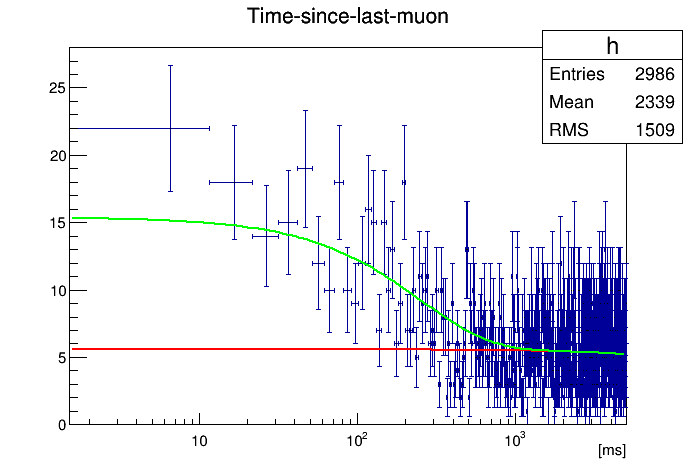 Time-since-last-muon
h
Entries 2986
Mean 2339
RMS 1509
25
20
15
10
5
0
10 10² 10³
[ms]